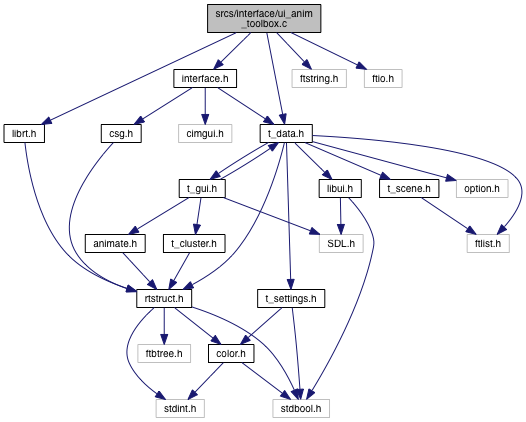 srcs/interface/ui_anim
_toolbox.c
interface.h
ftstring.h
ftio.h
librt.h
csg.h
cimgui.h
t_data.h
t_gui.h
libui.h
t_scene.h
option.h
animate.h
t_cluster.h
SDL.h
ftlist.h
rtstruct.h
t_settings.h
ftbtree.h
color.h
stdint.h
stdbool.h